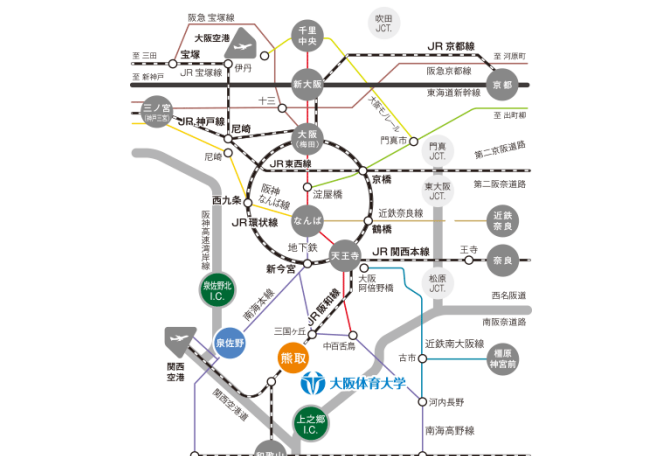 阪急 宝塚線
吹田
JCT.
大阪空港
千里
中央
JR 京都線
至 三田
宝塚
至 河原町
伊丹
JR 宝塚線
阪急京都線
至 新神戸
新大阪
京都
東海道新幹線
十三
大阪モノレール
三ノ宮
(神戸三宮)
至 出町柳
JR 神戸線
尼崎
大阪
(梅田)
門真市
門真
JCT.
第二京阪道路
尼崎
JR 東西線
京橋
第二阪奈道路
西九条
阪神
なんば線
淀屋橋
東大阪
JCT.
阪神高速湾岸線
JR 環状線
なんば
近鉄奈良線
近鉄
奈良
鶴橋
地下鉄
JR 関西本線
王寺
新今宮
天王寺
奈良
大阪
阿倍野橋
松原
JCT.
泉佐野北
I.C.
西名阪道
南海本線
JR 阪和線
南阪奈道路
三国ヶ丘
泉佐野
中百舌鳥
近鉄南大阪線
熊取
古市
橿原
神宮前
関西
空港
大阪体育大学
関西空港道
河内長野
上之郷
I.C.
南海高野線
和歌山